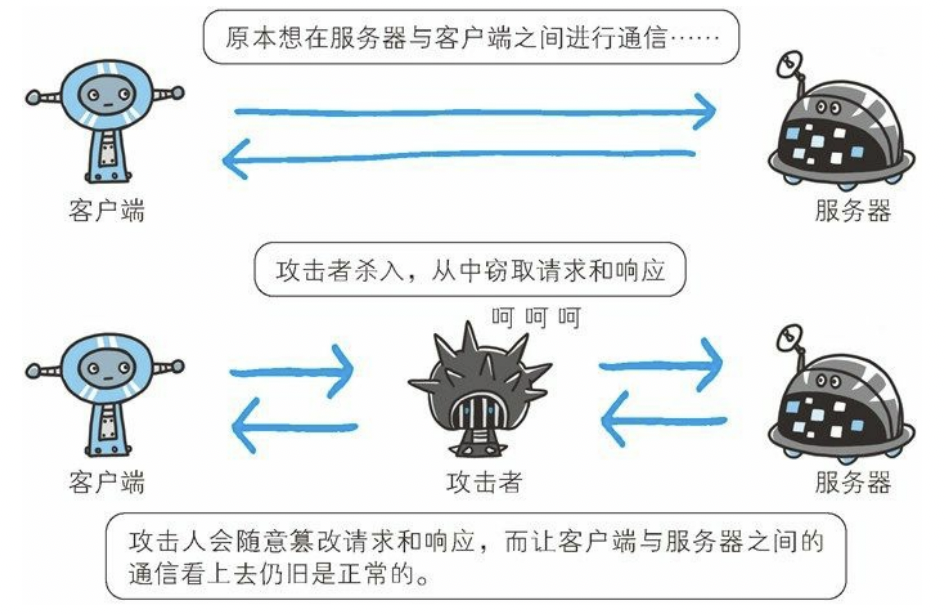 原本想在服务器与客户端之间进行通信……
客户端
服务器
攻击者杀入，从中窃取请求和响应
呵 呵 呵
客户端
攻击者
服务器
攻击人会随意篡改请求和响应，而让客户端与服务器之间的
通信看上去仍旧是正常的。